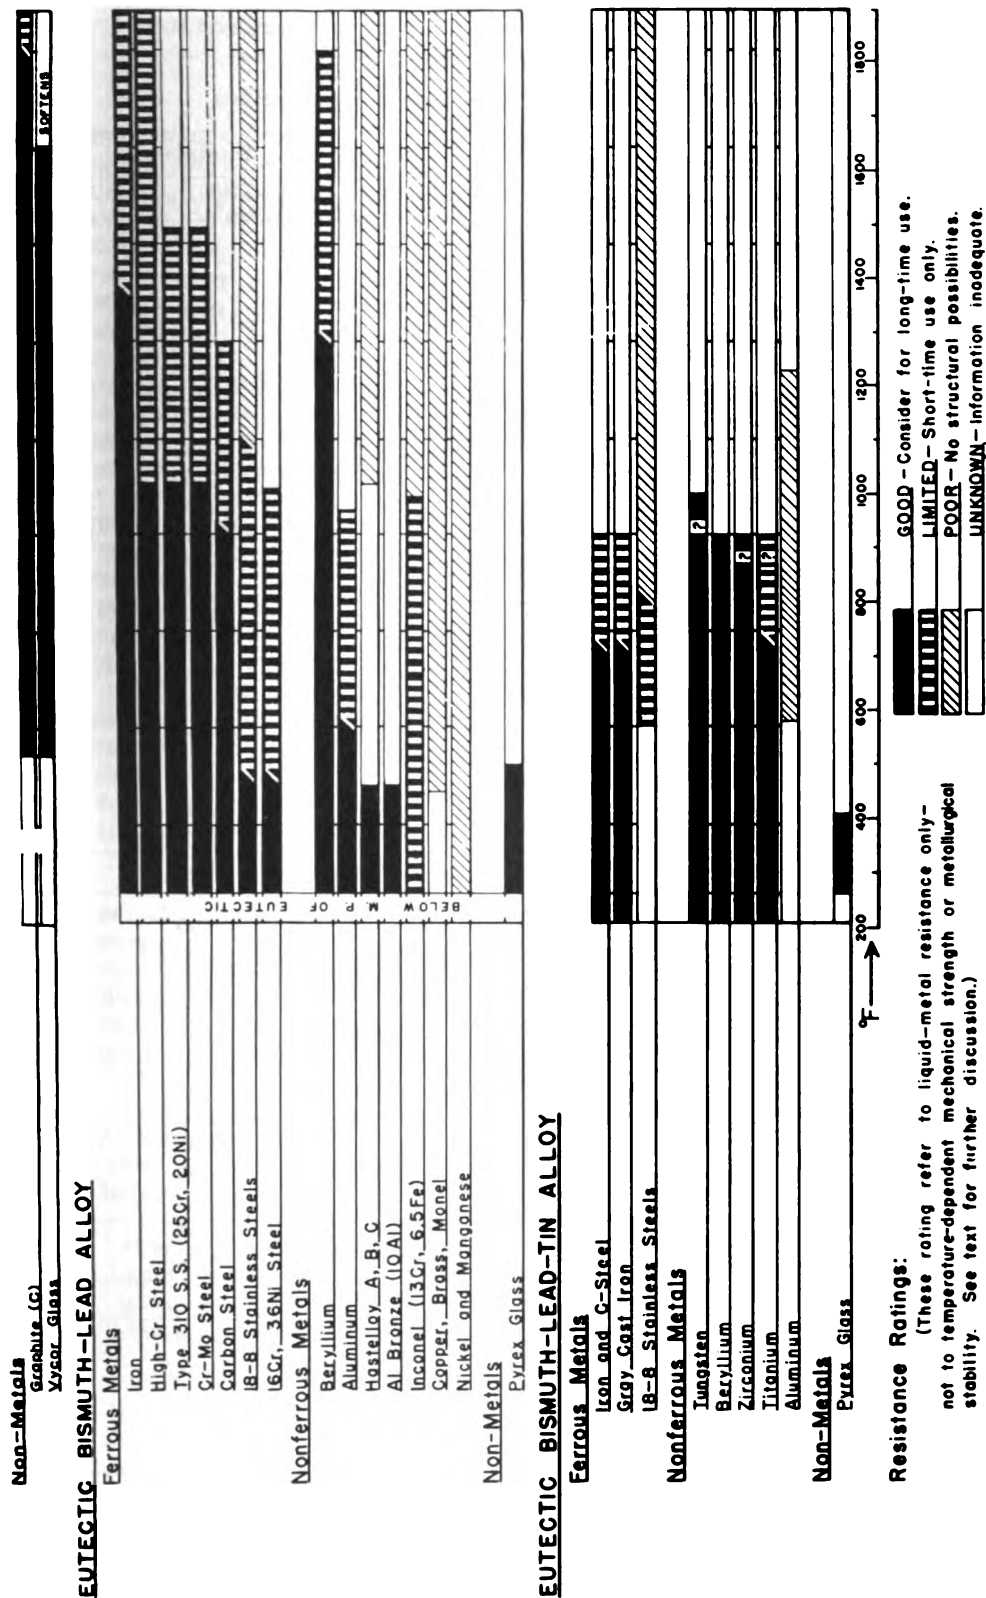 Non-Metals
Graphite (C)
Vycor Glass
SOFTENS
EUTECTIC BISMUTH-LEAD ALLOY
Ferrous Metals
Iron
High-Cr Steel
Type 310 S.S. (25Cr, 20Ni)
Cr-Mo Steel
Carbon Steel
18-8 Stainless Steels
16Cr, 36Ni Steel
Nonferrous Metals
Beryllium
Aluminum
Hastelloy A, B, C
Al Bronze (10 Al)
Inconel (13Cr, 6.5Fe)
Copper, Brass, Monel
Nickel and Manganese
Non-Metals
Pyrex Glass
BELOW M. P. OF EUTECTIC
EUTECTIC BISMUTH-LEAD-TIN ALLOY
Ferrous Metals
Iron and C-Steel
Gray Cast Iron
18-8 Stainless Steels
Nonferrous Metals
Tungsten ?
Beryllium
Zirconium ?
Titanium ?
Aluminum
Non-Metals
Pyrex Glass
°F 200 400 600 800 1000 1200 1400 1600 1800
Resistance Ratings:
(These rating refer to liquid-metal resistance only-
not to temperature-dependent mechanical strength or metallurgical
stability. See text for further discussion.)
GOOD-Consider for long-time use.
LIMITED-Short-time use only.
POOR-No structural possibilities.
UNKNOWN-Information inadequate.